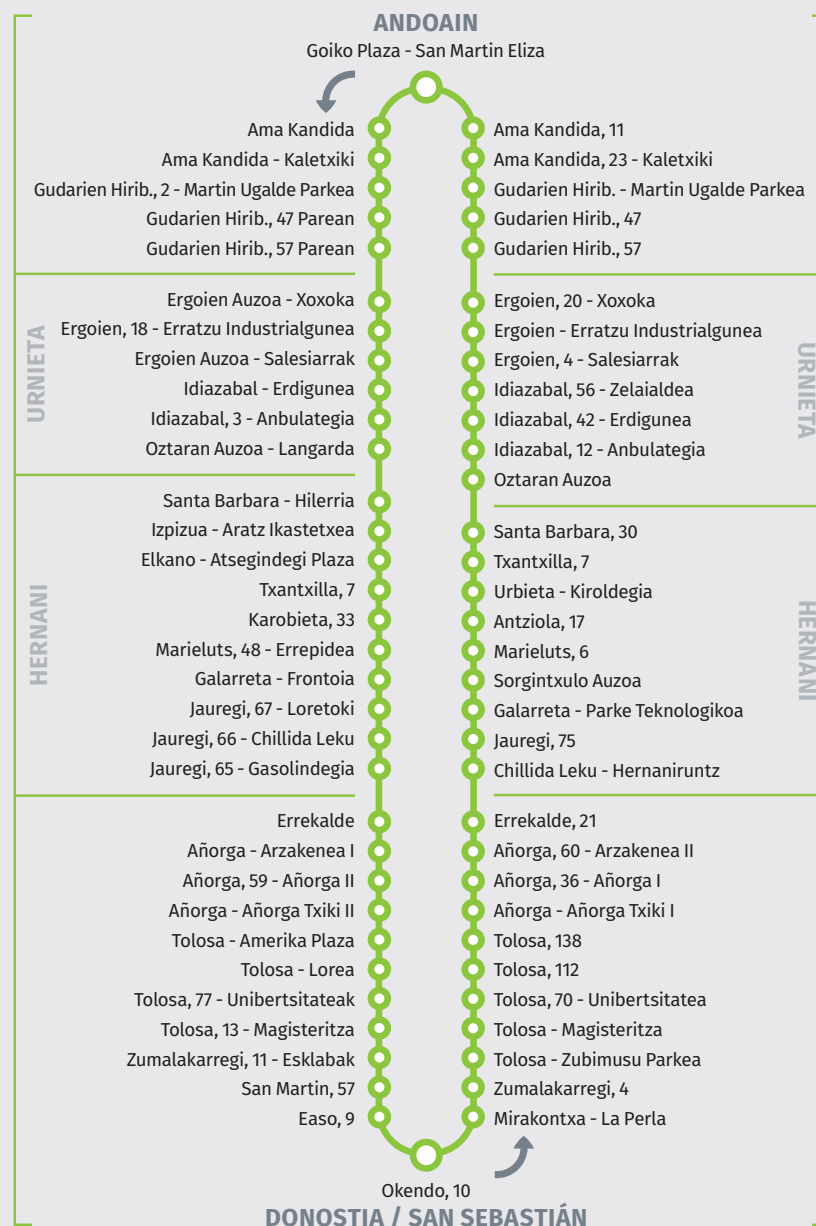 ANDOAIN
Goiko Plaza - San Martin Eliza
Ama Kandida
Ama Kandida - Kaletxiki
Gudarien Hirib., 2 - Martin Ugalde Parkea
Gudarien Hirib., 47 Parean
Gudarien Hirib., 57 Parean
URNIETA
Ergoien Auzoa - Xoxoka
Ergoien, 18 - Erratzu Industrialgunea
Ergoien Auzoa - Salesiarrak
Idiazabal - Erdigunea
Idiazabal, 3 - Anbulategia
Oztaran Auzoa - Langarda
HERNANI
Santa Barbara - Hilerria
Izpizua - Aratz Ikastetxea
Elkano - Atsegindegi Plaza
Txantxilla, 7
Karobieta, 33
Marieluts, 48 - Errepidea
Galarreta - Frontoia
Jauregi, 67 - Loretoki
Jauregi, 66 - Chillida Leku
Jauregi, 65 - Gasolindegia
Errekalde
Añorga - Arzakenea I
Añorga, 59 - Añorga II
Añorga - Añorga Txiki II
Tolosa - Amerika Plaza
Tolosa - Lorea
Tolosa, 77 - Unibertsitateak
Tolosa, 13 - Magisteritza
Zumalakarregi, 11 - Esklabak
San Martin, 57
Easo, 9
Ama Kandida, 11
Ama Kandida, 23 - Kaletxiki
Gudarien Hirib. - Martin Ugalde Parkea
Gudarien Hirib., 47
Gudarien Hirib., 57
URNIETA
Ergoien, 20 - Xoxoka
Ergoien - Erratzu Industrialgunea
Ergoien, 4 - Salesiarrak
Idiazabal, 56 - Zelaialdea
Idiazabal, 42 - Erdigunea
Idiazabal, 12 - Anbulategia
Oztaran Auzoa
HERNANI
Santa Barbara, 30
Txantxilla, 7
Urbieta - Kiroldegia
Antziola, 17
Marieluts, 6
Sorgintxulo Auzoa
Galarreta - Parke Teknologikoa
Jauregi, 75
Chillida Leku - Hernaniruntz
Errekalde, 21
Añorga, 60 - Arzakenea II
Añorga, 36 - Añorga I
Añorga - Añorga Txiki I
Tolosa, 138
Tolosa, 112
Tolosa, 70 - Unibertsitatea
Tolosa - Magisteritza
Tolosa - Zubimusu Parkea
Zumalakarregi, 4
Mirakontxa - La Perla
Okendo, 10
DONOSTIA / SAN SEBASTIÁN